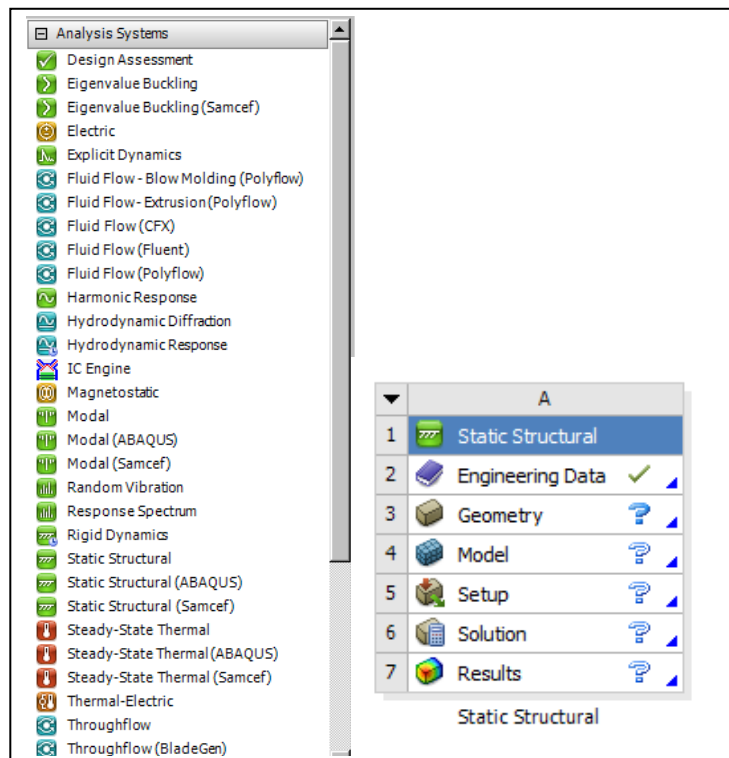 Analysis Systems
Design Assessment
Eigenvalue Buckling
Eigenvalue Buckling (Samcef)
Electric
Explicit Dynamics
Fluid Flow - Blow Molding (Polyflow)
Fluid Flow- Extrusion (Polyflow)
Fluid Flow (CFX)
Fluid Flow (Fluent)
Fluid Flow (Polyflow)
Harmonic Response
Hydrodynamic Diffraction
Hydrodynamic Response
IC Engine
Magnetostatic
Modal
Modal (ABAQUS)
Modal (Samcef)
Random Vibration
Response Spectrum
Rigid Dynamics
Static Structural
Static Structural (ABAQUS)
Static Structural (Samcef)
Steady-State Thermal
Steady-State Thermal (ABAQUS)
Steady-State Thermal (Samcef)
Thermal-Electric
Throughflow
Throughflow (BladeGen)
A
1 Static Structural
2 Engineering Data
3 Geometry ?
4 Model ?
5 Setup ?
6 Solution ?
7 Results ?
Static Structural